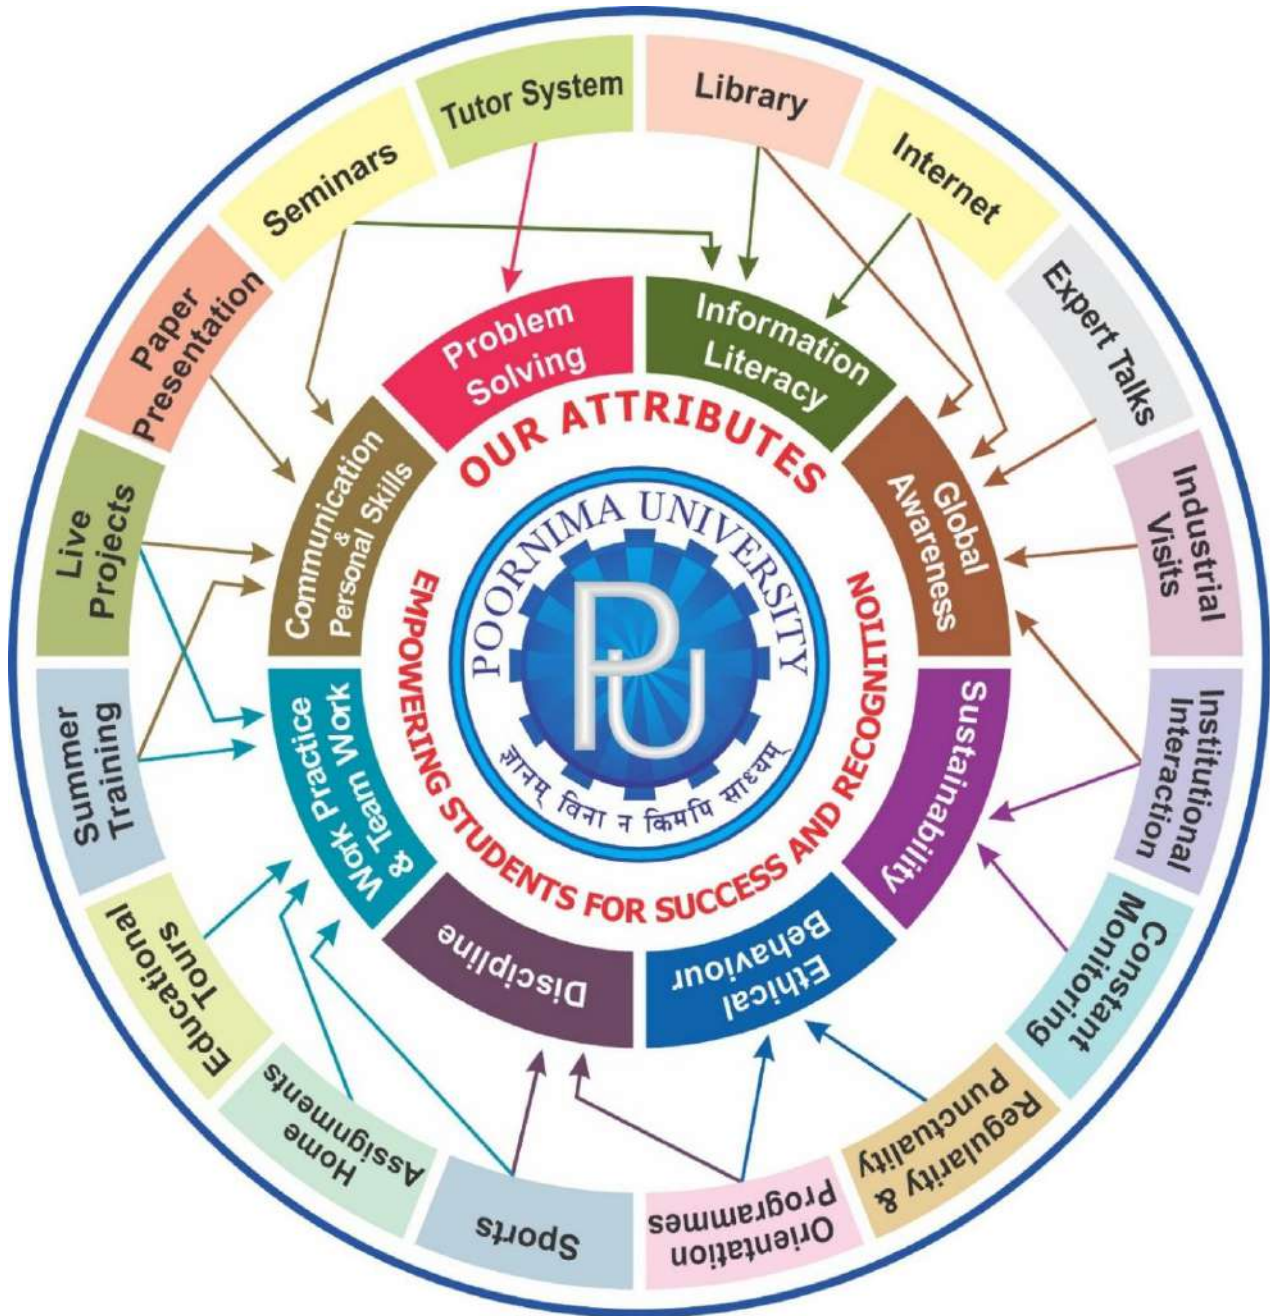 Tutor System
Library
Internet
Expert Talks
Industrial
Visits
Institutional
Interaction
Constant
Monitoring
Regularity &
Punctuality
Orientation
Programmes
Sports
Home
Assignments
Educational
Tours
Summer
Training
Live
Projects
Paper
Presentation
Seminars
Problem
Solving
Information
Literacy
Global
Awareness
Sustainability
Ethical
Behaviour
Discipline
Work Practice
& Team Work
Communication
&
Personal Skills
OUR ATTRIBUTES
EMPOWERING STUDENTS FOR SUCCESS AND RECOGNITION
POORNIMA UNIVERSITY
PU
ज्ञानम् विना न किमपि साध्यम्